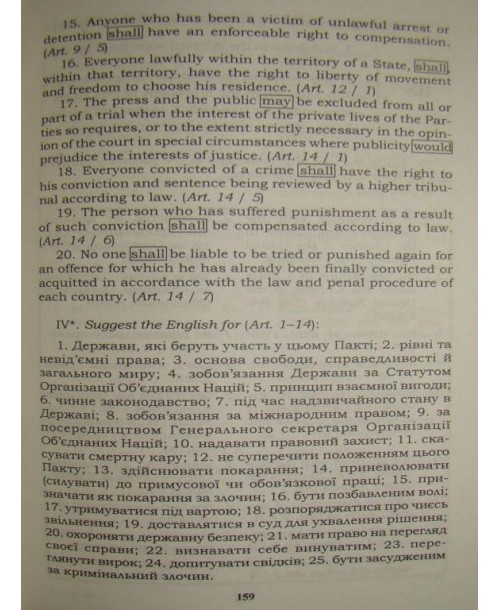 15. Anyone who has been a victim of unlawful arrest or
detention shall have an enforceable right to compensation.
(Art. 9 / 5)
16. Everyone lawfully within the territory of a State, shall,
within that territory, have the right to liberty of movement
and freedom to choose his residence. (Art. 12 / 1)
17. The press and the public may be excluded from all or
part of a trial when the interest of the private lives of the Par-
ties so requires, or to the extent strictly necessary in the opin-
ion of the court in special circumstances where publicity would
prejudice the interests of justice. (Art. 14 / 1)
18. Everyone convicted of a crime shall have the right to
his conviction and sentence being reviewed by a higher tribu-
nal according to law. (Art. 14 / 5)
19. The person who has suffered punishment as a result
of such conviction shall be compensated according to law.
(Art. 14 / 6)
20. No one shall be liable to be tried or punished again for
an offence for which he has already been finally convicted or
acquitted in accordance with the law and penal procedure of
each country. (Art. 14 / 7)
IV*. Suggest the English for (Art. 1–14):
1. Держави, які беруть участь у цьому Пакті; 2. рівні та
невід'ємні права; 3. основа свободи, справедливості й
загального миру; 4. зобов'язання Держави за Статутом
Організації Об'єднаних Націй; 5. принцип взаємної вигоди;
6. чинне законодавство; 7. під час надзвичайного стану в
Державі; 8. зобов'язання за міжнародним правом; 9. за
посередництвом Генерального секретаря Організації
Об'єднаних Націй; 10. надавати правовий захист; 11. ска-
сувати смертну кару; 12. не суперечити положенням цього
Пакту; 13. здійснювати покарання; 14. приневолювати
(силувати) до примусової чи обов'язкової праці; 15. при-
значати як покарання за злочин; 16. бути позбавленим волі;
17. утримуватися під вартою; 18. розпоряджатися про чиєсь
звільнення; 19. доставлятися в суд для ухвалення рішення;
20. охороняти державну безпеку; 21. мати право на перегляд
своєї справи; 22. визнавати себе винуватим; 23. пере-
глянути вирок; 24. допитувати свідків; 25. бути засудженим
за кримінальний злочин.
159